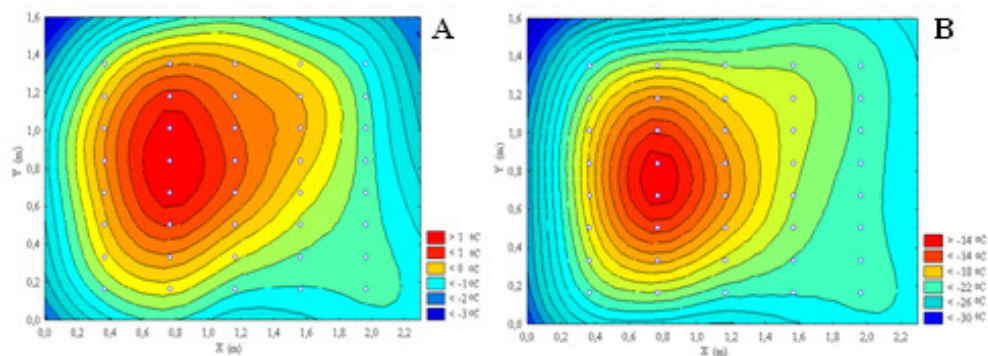 A
1,6
1,4
1,2
1,0
0,8
0,6
0,4
0,2
0,0
Y (m)
0,0 0,2 0,4 0,6 0,8 1,0 1,2 1,4 1,6 1,8 2,0 2,2
X (m)
> 1 ºC
< 1 ºC
< 0 ºC
< -1 ºC
< -2 ºC
< -3 ºC
B
1,6
1,4
1,2
1,0
0,8
0,6
0,4
0,2
0,0
Y (m)
0,0 0,2 0,4 0,6 0,8 1,0 1,2 1,4 1,6 1,8 2,0 2,2
X (m)
> -14 ºC
< -14 ºC
< -18 ºC
< -22 ºC
< -26 ºC
< -30 ºC